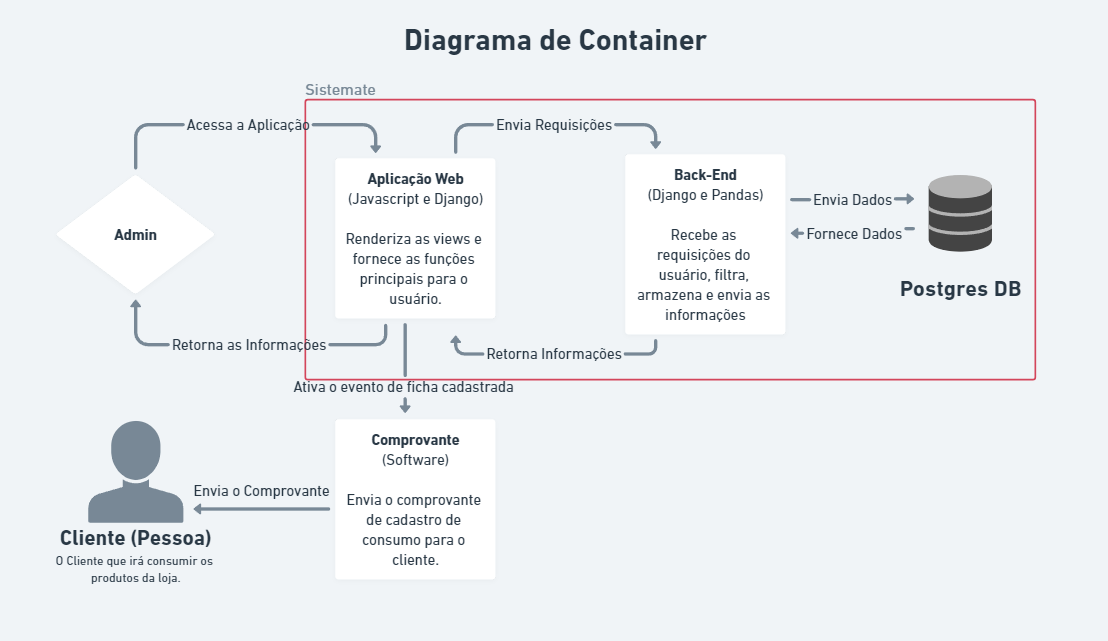 Diagrama de Container
Sistemate
Acessa a Aplicação
Envia Requisições
Admin
Aplicação Web
(Javascript e Django)
Renderiza as views e
fornece as funções
principais para o
usuário.
Back-End
(Django e Pandas)
Recebe as
requisições do
usuário, filtra,
armazena e envia as
informações
Envia Dados
Fornece Dados
Postgres DB
Retorna as Informações
Retorna Informações
Ativa o evento de ficha cadastrada
Comprovante
(Software)
Envia o comprovante
de cadastro de
consumo para o
cliente.
Envia o Comprovante
Cliente (Pessoa)
O Cliente que irá consumir os
produtos da loja.